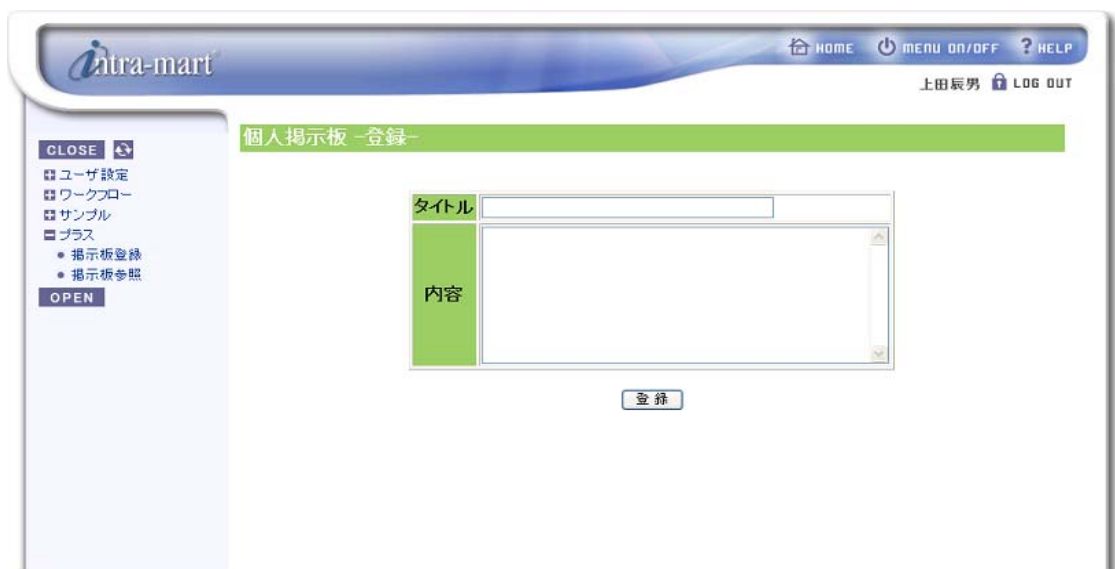 intra-mart
HOME MENU ON/OFF ? HELP
上田辰男 LOG OUT
CLOSE
ユーザ設定
ワークフロー
サンプル
プラス
掲示板登録
掲示板参照
OPEN
個人掲示板 -登録-
タイトル
内容
登録